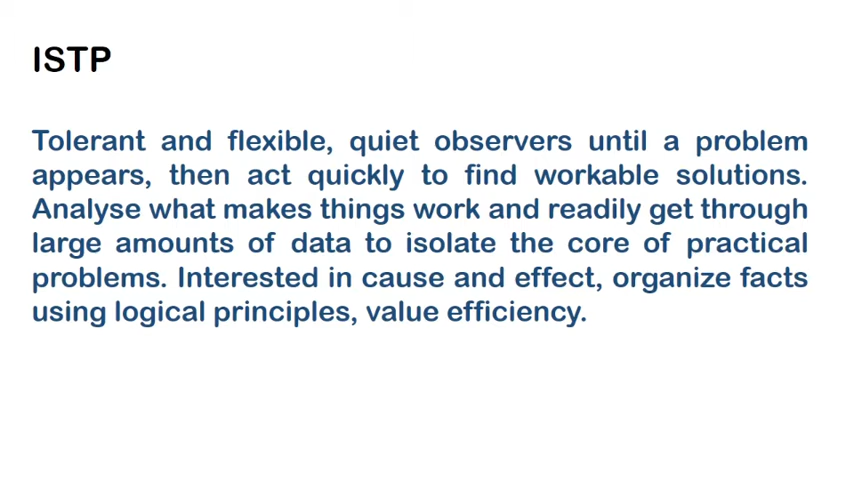 ISTP
Tolerant and flexible, quiet observers until a problem
appears, then act quickly to find workable solutions.
Analyse what makes things work and readily get through
large amounts of data to isolate the core of practical
problems. Interested in cause and effect, organize facts
using logical principles, value efficiency.